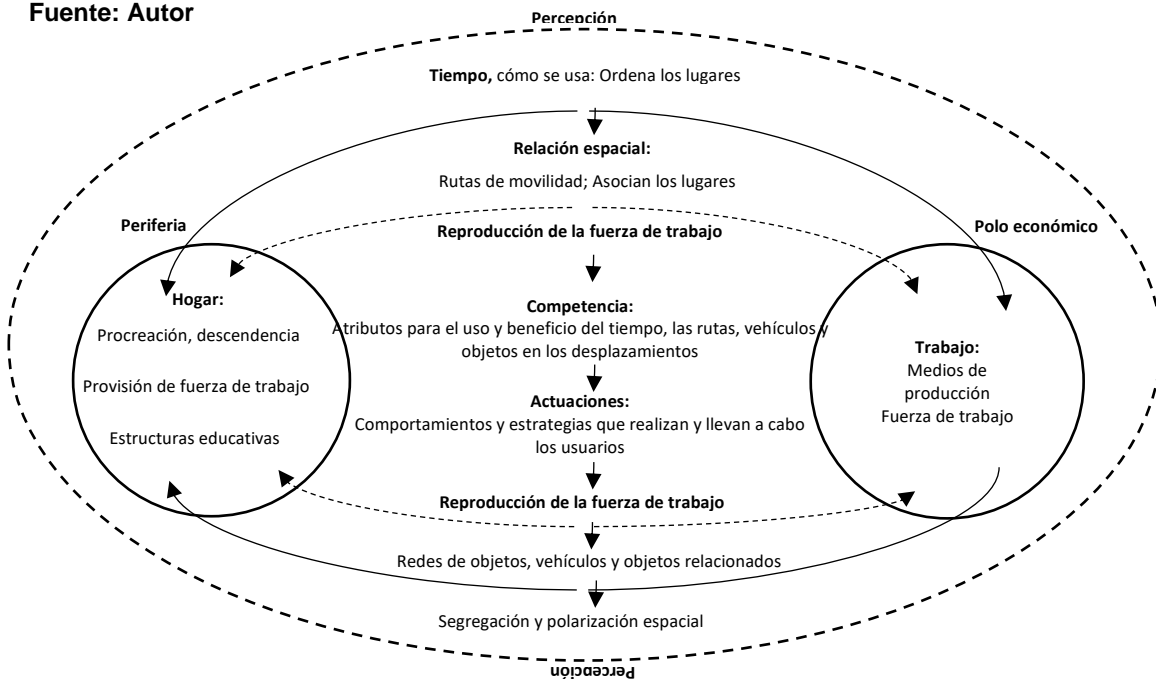 Fuente: Autor
Percepción
Tiempo, cómo se usa: Ordena los lugares
Relación espacial:
Rutas de movilidad; Asocian los lugares
Periferia
Polo económico
Reproducción de la fuerza de trabajo
Hogar:
Procreación, descendencia
Provisión de fuerza de trabajo
Estructuras educativas
Competencia:
Atributos para el uso y beneficio del tiempo, las rutas, vehículos y
objetos en los desplazamientos
Actuaciones:
Comportamientos y estrategias que realizan y llevan a cabo
los usuarios
Trabajo:
Medios de
producción
Fuerza de trabajo
Reproducción de la fuerza de trabajo
Redes de objetos, vehículos y objetos relacionados
Segregación y polarización espacial
Percepción